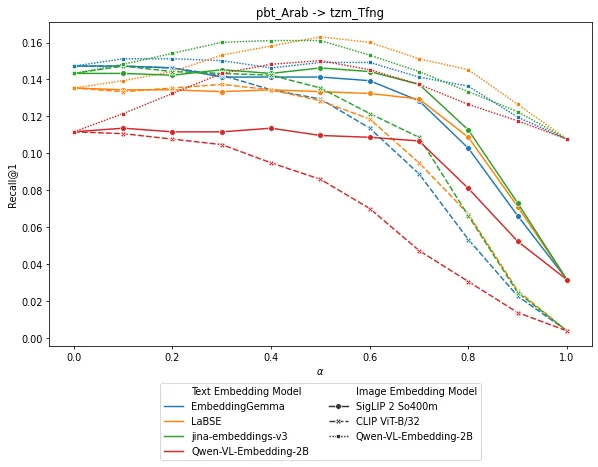 pbt_Arab -> tzm_Tfng
0.16
0.14
0.12
0.10
0.08
0.06
0.04
0.02
0.00
Recall@1
0.0 0.2 0.4 0.6 0.8 1.0
α
Text Embedding Model Image Embedding Model
EmbeddingGemma SigLIP 2 So400m
LaBSE CLIP ViT-B/32
jina-embeddings-v3 Qwen-VL-Embedding-2B
Qwen-VL-Embedding-2B